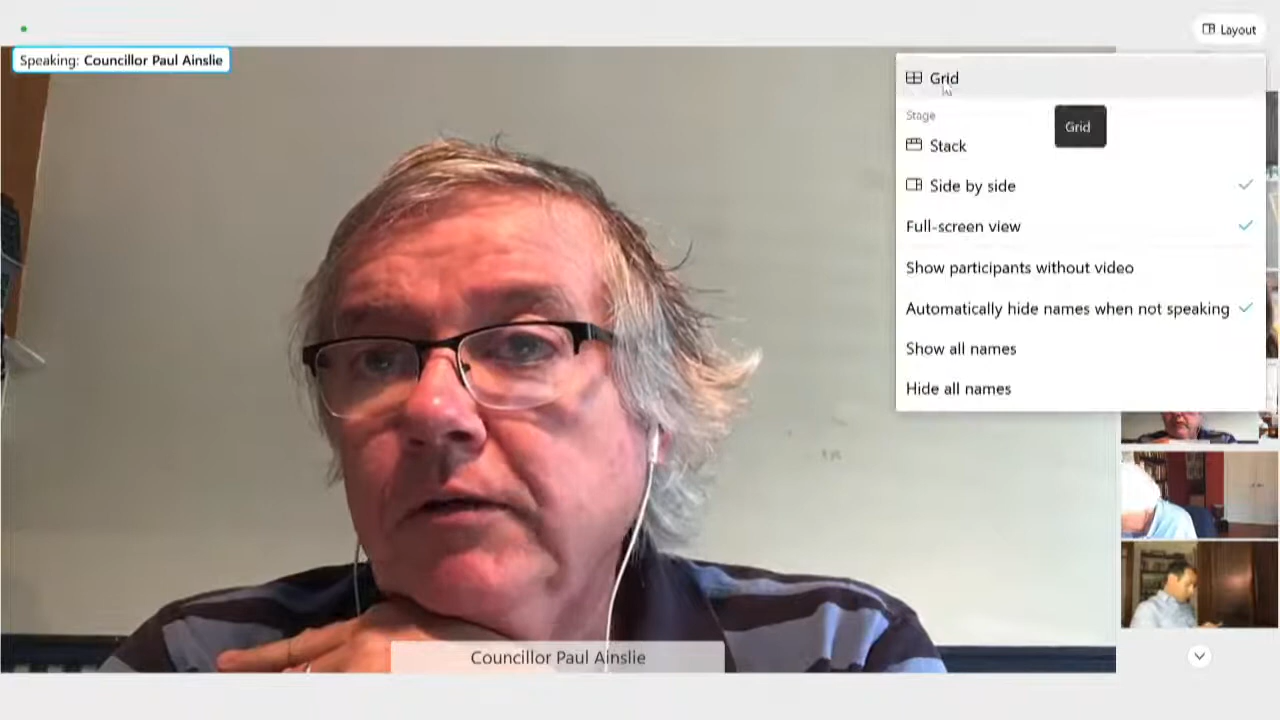 Layout
Speaking: Councillor Paul Ainslie
Grid
Stage
Grid
Stack
Side by side
Full-screen view
Show participants without video
Automatically hide names when not speaking
Show all names
Hide all names
Councillor Paul Ainslie